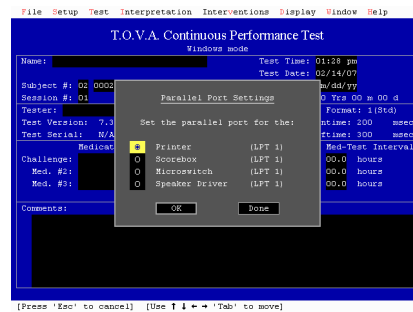 File Setup Test Interpretation Interventions Display Window Help
T.O.V.A. Continuous Performance Test
Windows mode
Name: Test Time: 01:28 pm
Test Date: 02/14/07
Subject #: 02 0002 m/dd/yy
Session #: 01 Parallel Port Settings 0 Yrs 00 m 00 d
Tester: Format: 1(Std)
Test Version: 7.3 Set the parallel port for the: ntime: 200 msec
Test Serial: N/A ftime: 300 msec
Medicat Printer (LPT 1) Med-Test Interval
Challenge: Scorebox (LPT 1) 00.0 hours
Med. #2: Microswitch (LPT 1) 00.0 hours
Med. #3: Speaker Driver (LPT 1) 00.0 hours
Comments: OK Done
[Press 'Esc' to cancel] [Use ↑ ↓ ← → 'Tab' to move]